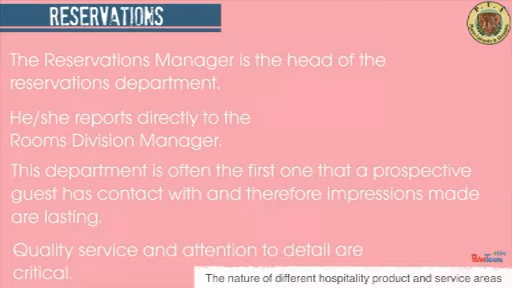 RESERVATIONS
The Reservations Manager is the head of the
reservations department.
He/she reports directly to the
Rooms Division Manager.
This department is often the first one that a prospective
guest has contact with and therefore impressions made
are lasting.
Quality service and attention to detail are
critical.
The nature of different hospitality product and service areas